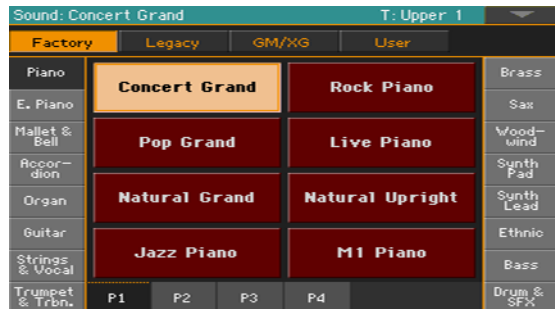 Sound: Concert Grand T: Upper 1
Factory Legacy GM/XG User
Piano
E. Piano
Mallet &
Bell
Accor-
dion
Organ
Guitar
Strings
& Vocal
Trumpet
& Trbn.
Concert Grand Rock Piano
Pop Grand Live Piano
Natural Grand Natural Upright
Jazz Piano M1 Piano
P1 P2 P3 P4
Brass
Sax
Wood-
wind
Synth
Pad
Synth
Lead
Ethnic
Bass
Drum &
SFX